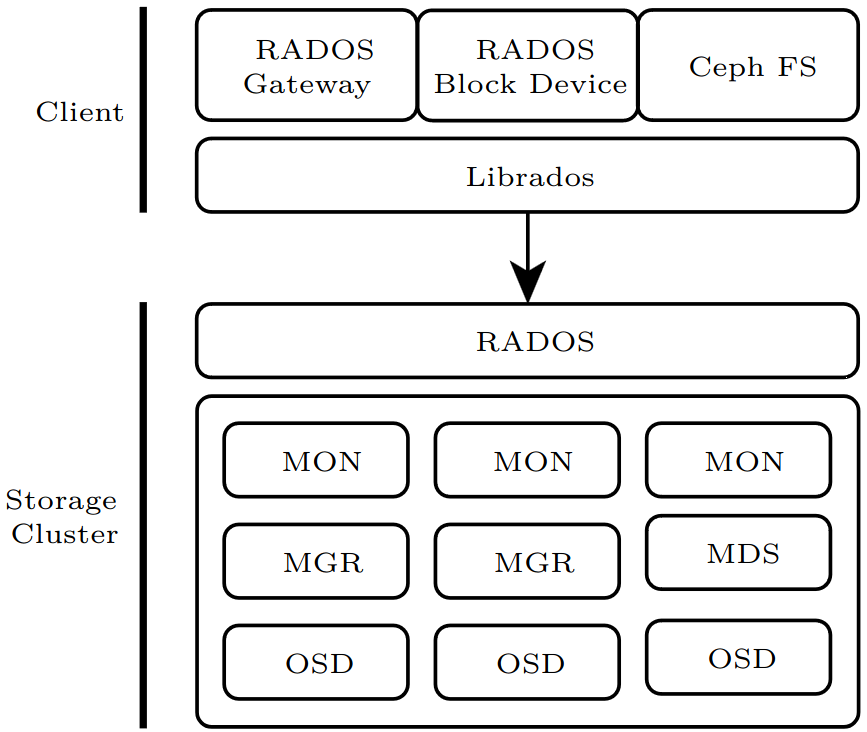 RADOS
Gateway
RADOS
Block Device
Ceph FS
Client
Librados
RADOS
MON
MON
MON
Storage
Cluster
MGR
MGR
MDS
OSD
OSD
OSD